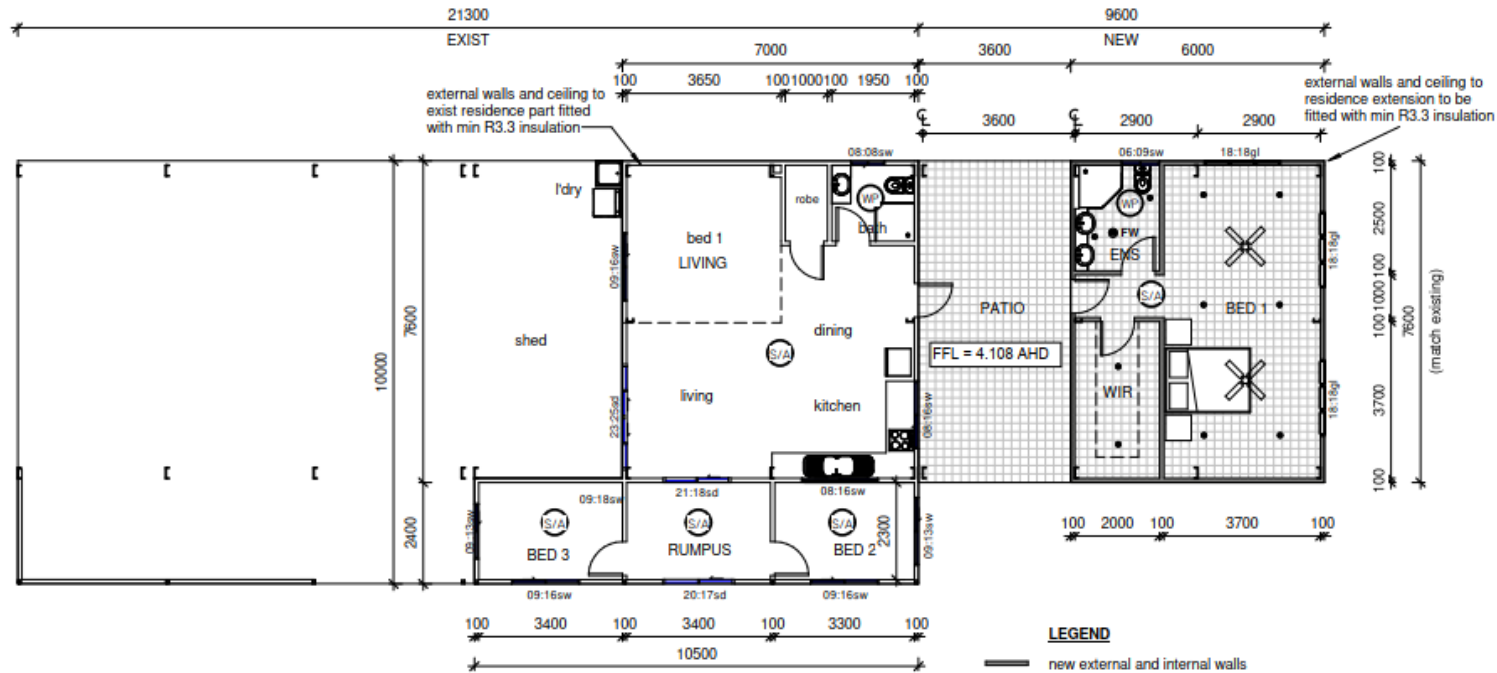 21300
9600
EXIST
NEW
7000
3600
6000
100 3650 100 1000 100 1950 100
external walls and ceiling to
exist residence part fitted
with min R3.3 insulation
external walls and ceiling to
residence extension to be
fitted with min R3.3 insulation
℄
℄
3600
2900
2900
08:08sw
06:09sw
18:18gl
l'dry
robe
WP
bath
WP
FW
ENS
bed 1
LIVING
09:16sw
18:18gl
100
2500
100
1000
100
3700
100
7600
(match existing)
S/A
PATIO
BED 1
shed
dining
S/A
FFL = 4.108 AHD
7600
10000
living
kitchen
WIR
23:25sd
08:16sw
18:18gl
09:18sw
21:18sd
08:16sw
2400
09:13sw
S/A
S/A
S/A
2300
09:13sw
BED 3
RUMPUS
BED 2
100 2000 100 3700 100
09:16sw
20:17sd
09:16sw
100 3400 100 3400 100 3300 100
10500
LEGEND
new external and internal walls